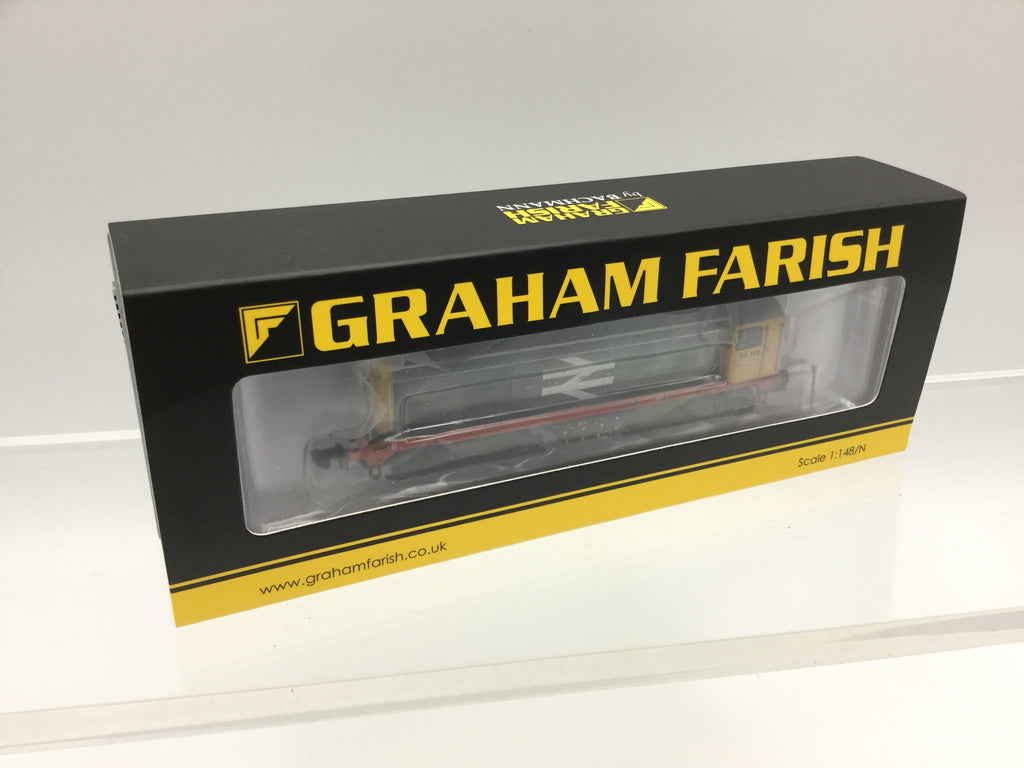 GRAHAM
FARISH
by BACHMANN
GRAHAM FARISH
Scale 1:148/N
www.grahamfarish.co.uk